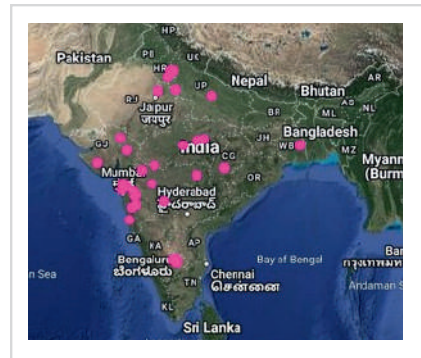 HP
PB
UK
Pakistan
HR
Nepal
UP
RJ
Jaipur
जयपुर
Bhutan
AR
AS
NL
BR
ML
Bangladesh
GJ
India
JH
WB
MZ
CG
Myanm
(Burm
Mumbai
OR
Hyderabad
GA
KA
AP
Bengaluru
ಬೆಂಗಳೂರು
Bay of Bengal
Chennai
சென்னை
TN
KL
an Sea
Andaman S
Sri Lanka